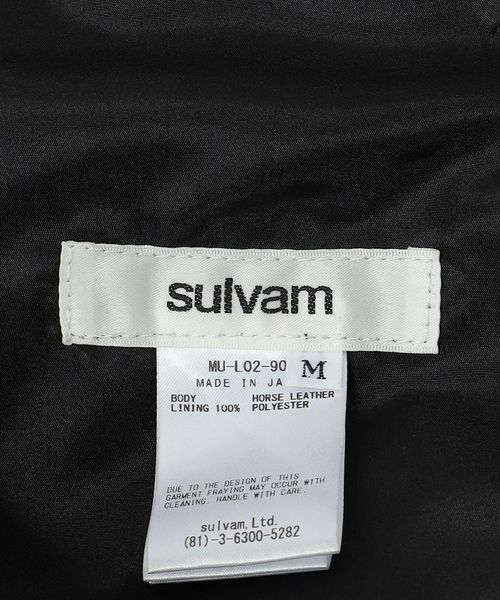 sulvam
MU-L02-90 M
MADE IN JA
BODY HORSE LEATHER
LINING 100% POLYESTER
DUE TO THE DESIGN OF THIS
GARMENT FRAYING MAY OCCUR WITH
CLEANING. HANDLE WITH CARE.
sulvam, Ltd.
(81)-3-6300-5282